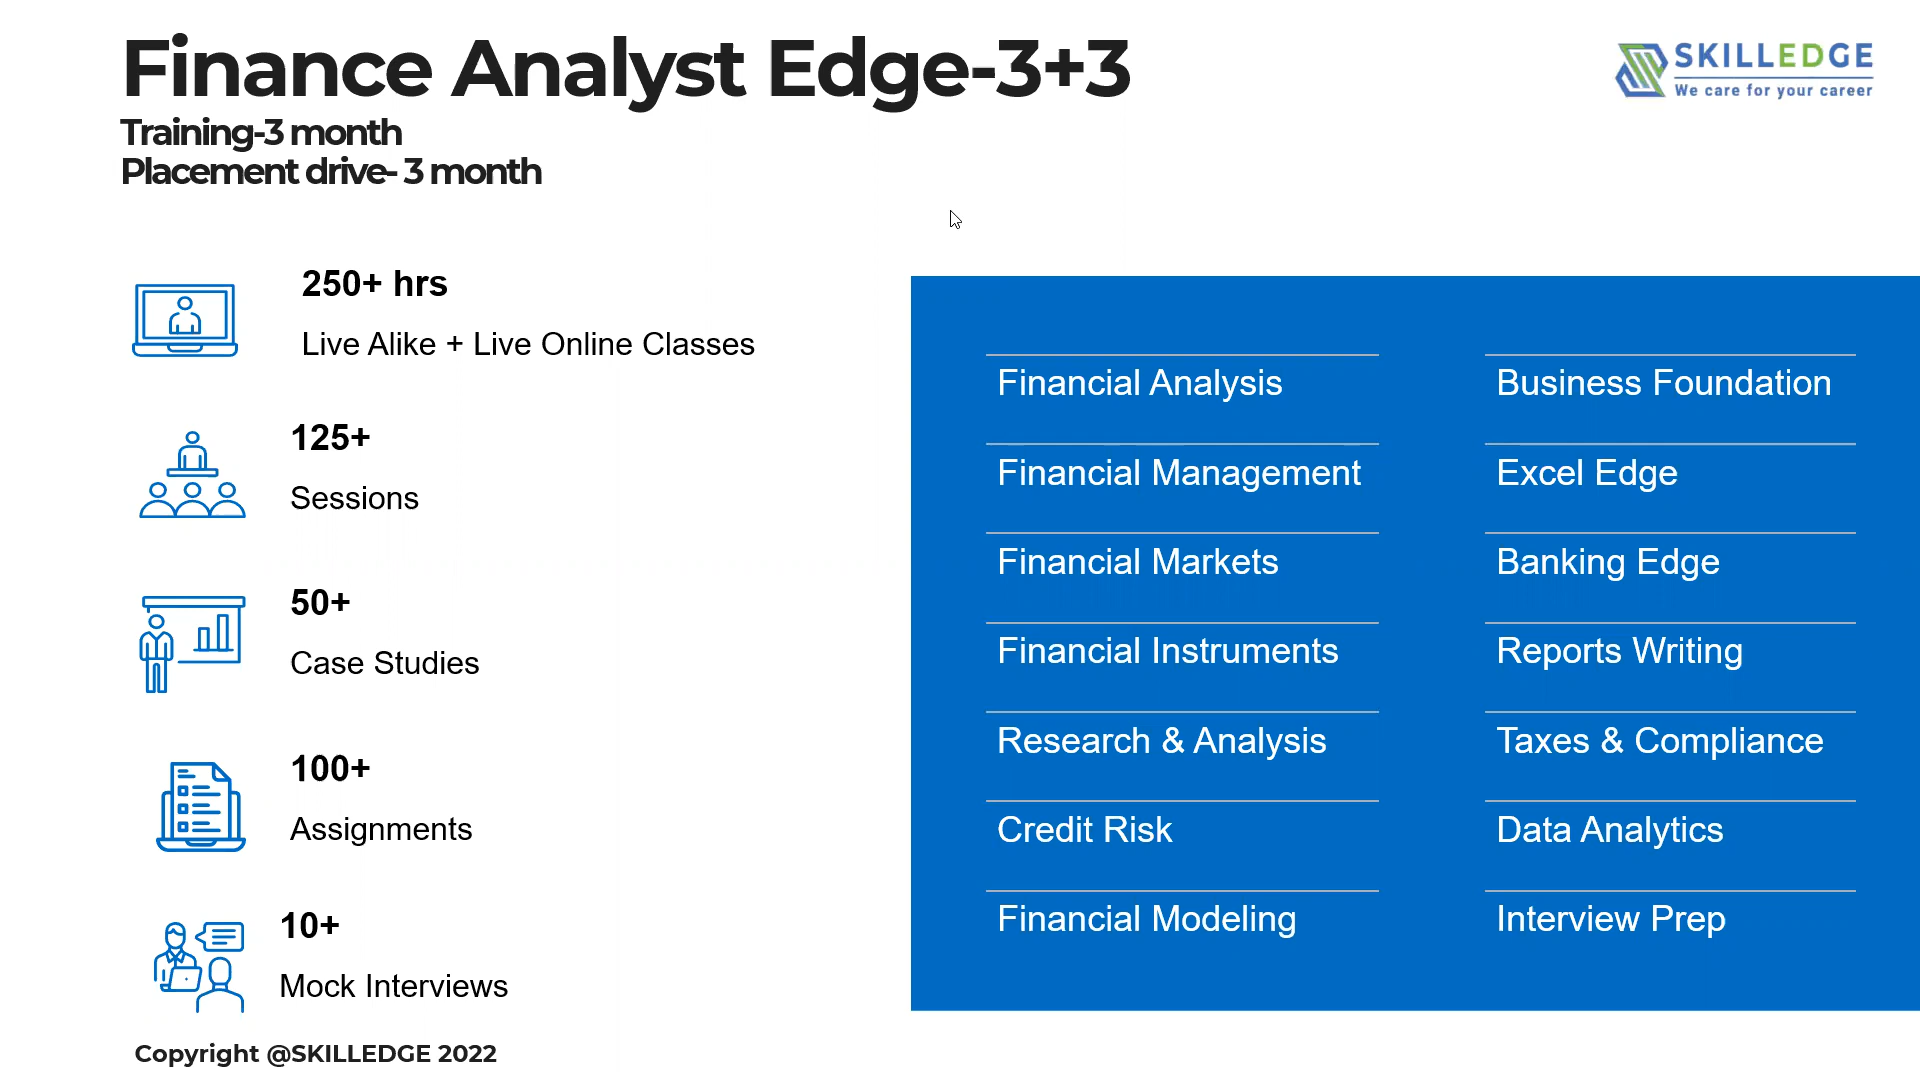 Finance Analyst Edge-3+3
Training-3 month
Placement drive- 3 month
SKILLEDGE
We care for your career
250+ hrs
Live Alike + Live Online Classes
125+
Sessions
50+
Case Studies
100+
Assignments
10+
Mock Interviews
Financial Analysis
Financial Management
Financial Markets
Financial Instruments
Research & Analysis
Credit Risk
Financial Modeling
Business Foundation
Excel Edge
Banking Edge
Reports Writing
Taxes & Compliance
Data Analytics
Interview Prep
Copyright @SKILLEDGE 2022